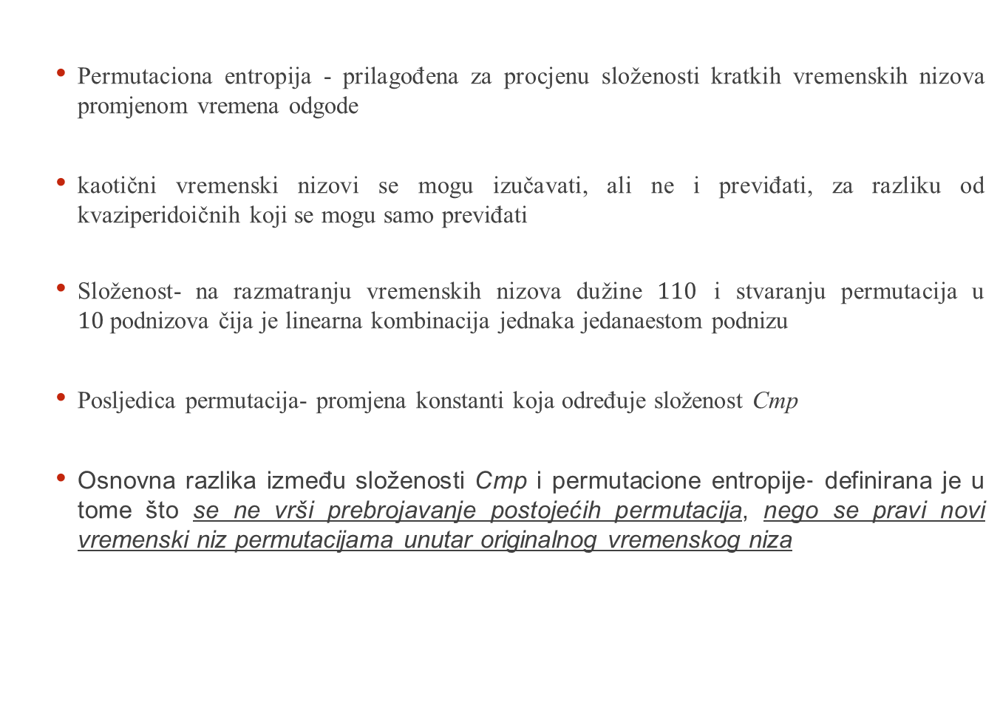 • Permutaciona entropija - prilagođena za procjenu složenosti kratkih vremenskih nizova
promjenom vremena odgode
• kaotični vremenski nizovi se mogu izučavati, ali ne i previđati, za razliku od
kvaziperidoičnih koji se mogu samo previđati
• Složenost- na razmatranju vremenskih nizova dužine 110 i stvaranju permutacija u
10 podnizova čija je linearna kombinacija jednaka jedanaestom podnizu
• Posljedica permutacija- promjena konstanti koja određuje složenost Cmp
• Osnovna razlika između složenosti Cmp i permutacione entropije- definirana je u
tome što se ne vrši prebrojavanje postojećih permutacija, nego se pravi novi
vremenski niz permutacijama unutar originalnog vremenskog niza